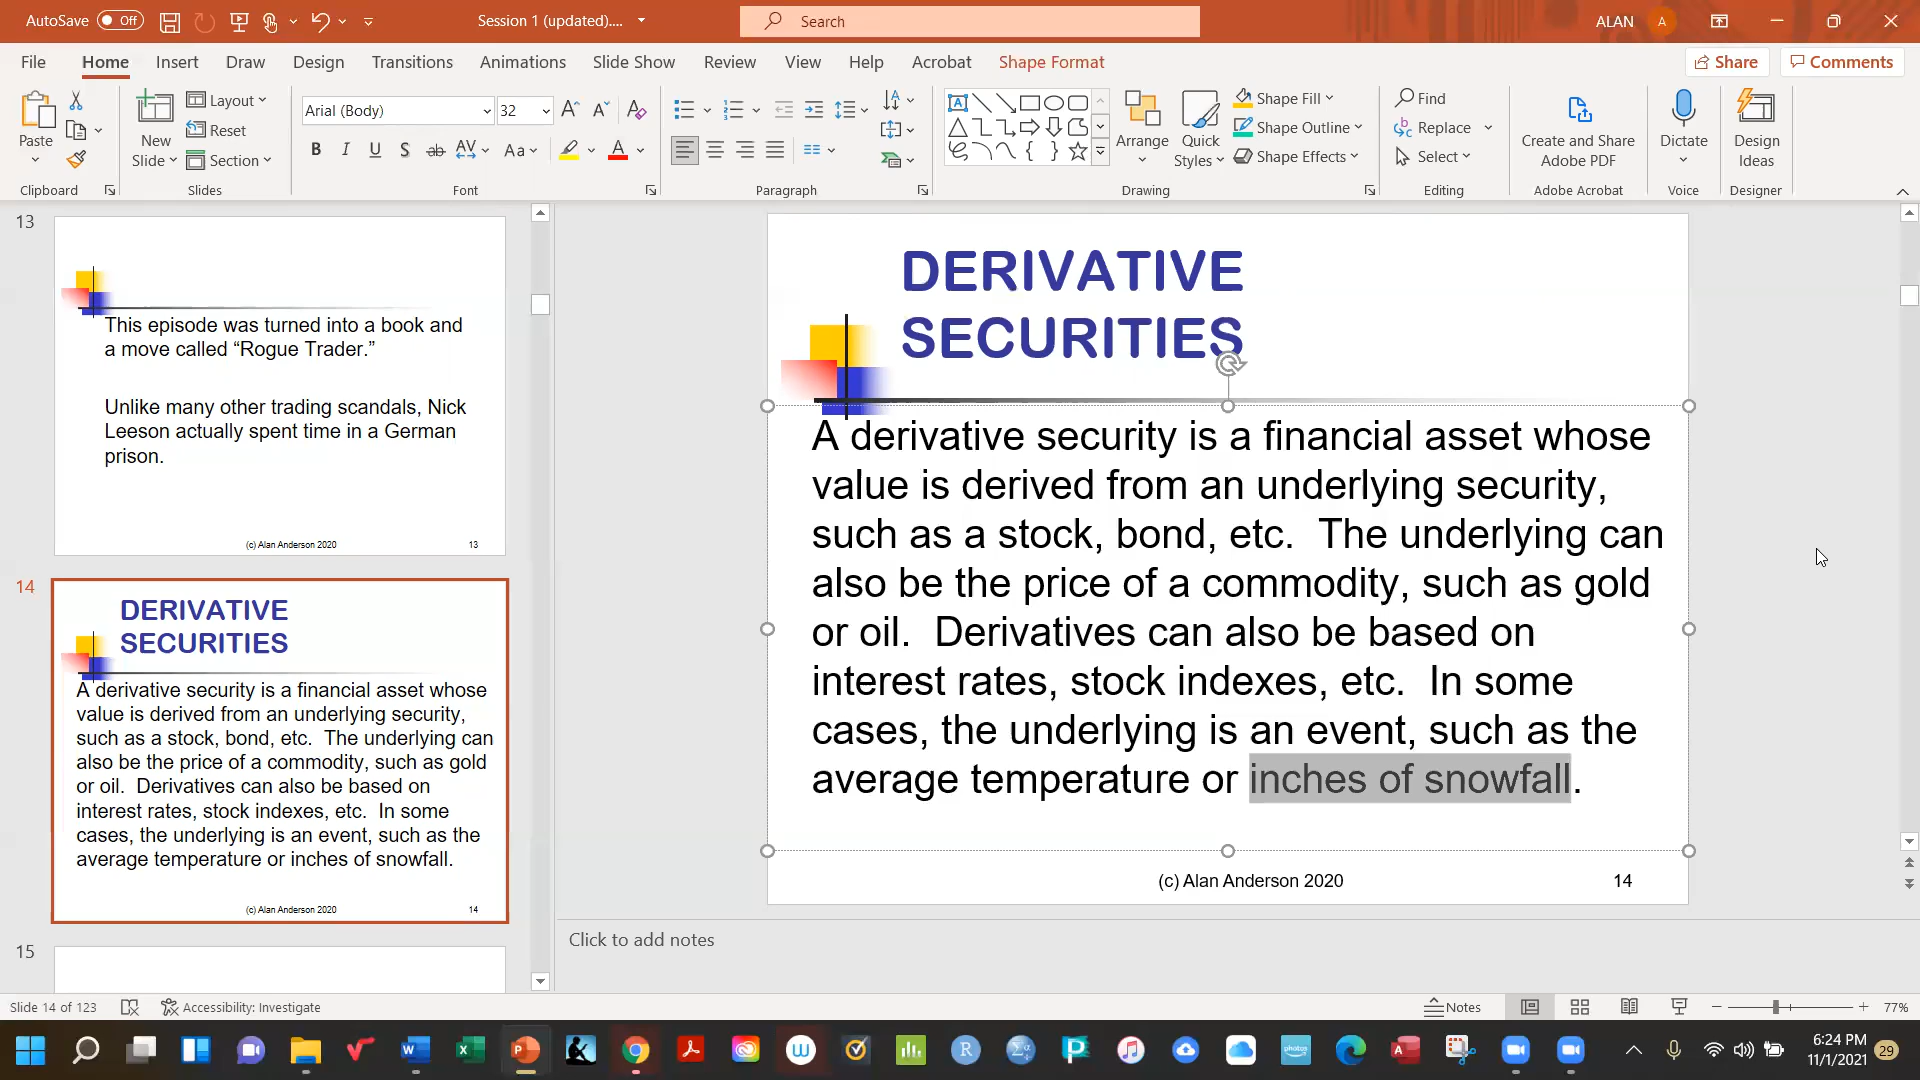 AutoSave Off Session 1 (updated).... Search ALAN A
File Home Insert Draw Design Transitions Animations Slide Show Review View Help Acrobat Shape Format Share Comments
Paste
Clipboard
New
Slide
Layout
Reset
Section
Slides
Arial (Body) 32
B I U S ab AV Aa A
Font
Paragraph
Arrange
Quick
Styles
Shape Fill
Shape Outline
Shape Effects
Drawing
Find
Replace
Select
Editing
Create and Share
Adobe PDF
Adobe Acrobat
Dictate
Voice
Design
Ideas
Designer
13
This episode was turned into a book and
a move called “Rogue Trader.”
Unlike many other trading scandals, Nick
Leeson actually spent time in a German
prison.
(c) Alan Anderson 2020 13
14
DERIVATIVE
SECURITIES
A derivative security is a financial asset whose
value is derived from an underlying security,
such as a stock, bond, etc.  The underlying can
also be the price of a commodity, such as gold
or oil.  Derivatives can also be based on
interest rates, stock indexes, etc.  In some
cases, the underlying is an event, such as the
average temperature or inches of snowfall.
(c) Alan Anderson 2020 14
15
DERIVATIVE
SECURITIES
A derivative security is a financial asset whose
value is derived from an underlying security,
such as a stock, bond, etc.  The underlying can
also be the price of a commodity, such as gold
or oil.  Derivatives can also be based on
interest rates, stock indexes, etc.  In some
cases, the underlying is an event, such as the
average temperature or inches of snowfall.
(c) Alan Anderson 2020 14
Click to add notes
Slide 14 of 123 Accessibility: Investigate Notes 77%
photos
6:24 PM
11/1/2021 29